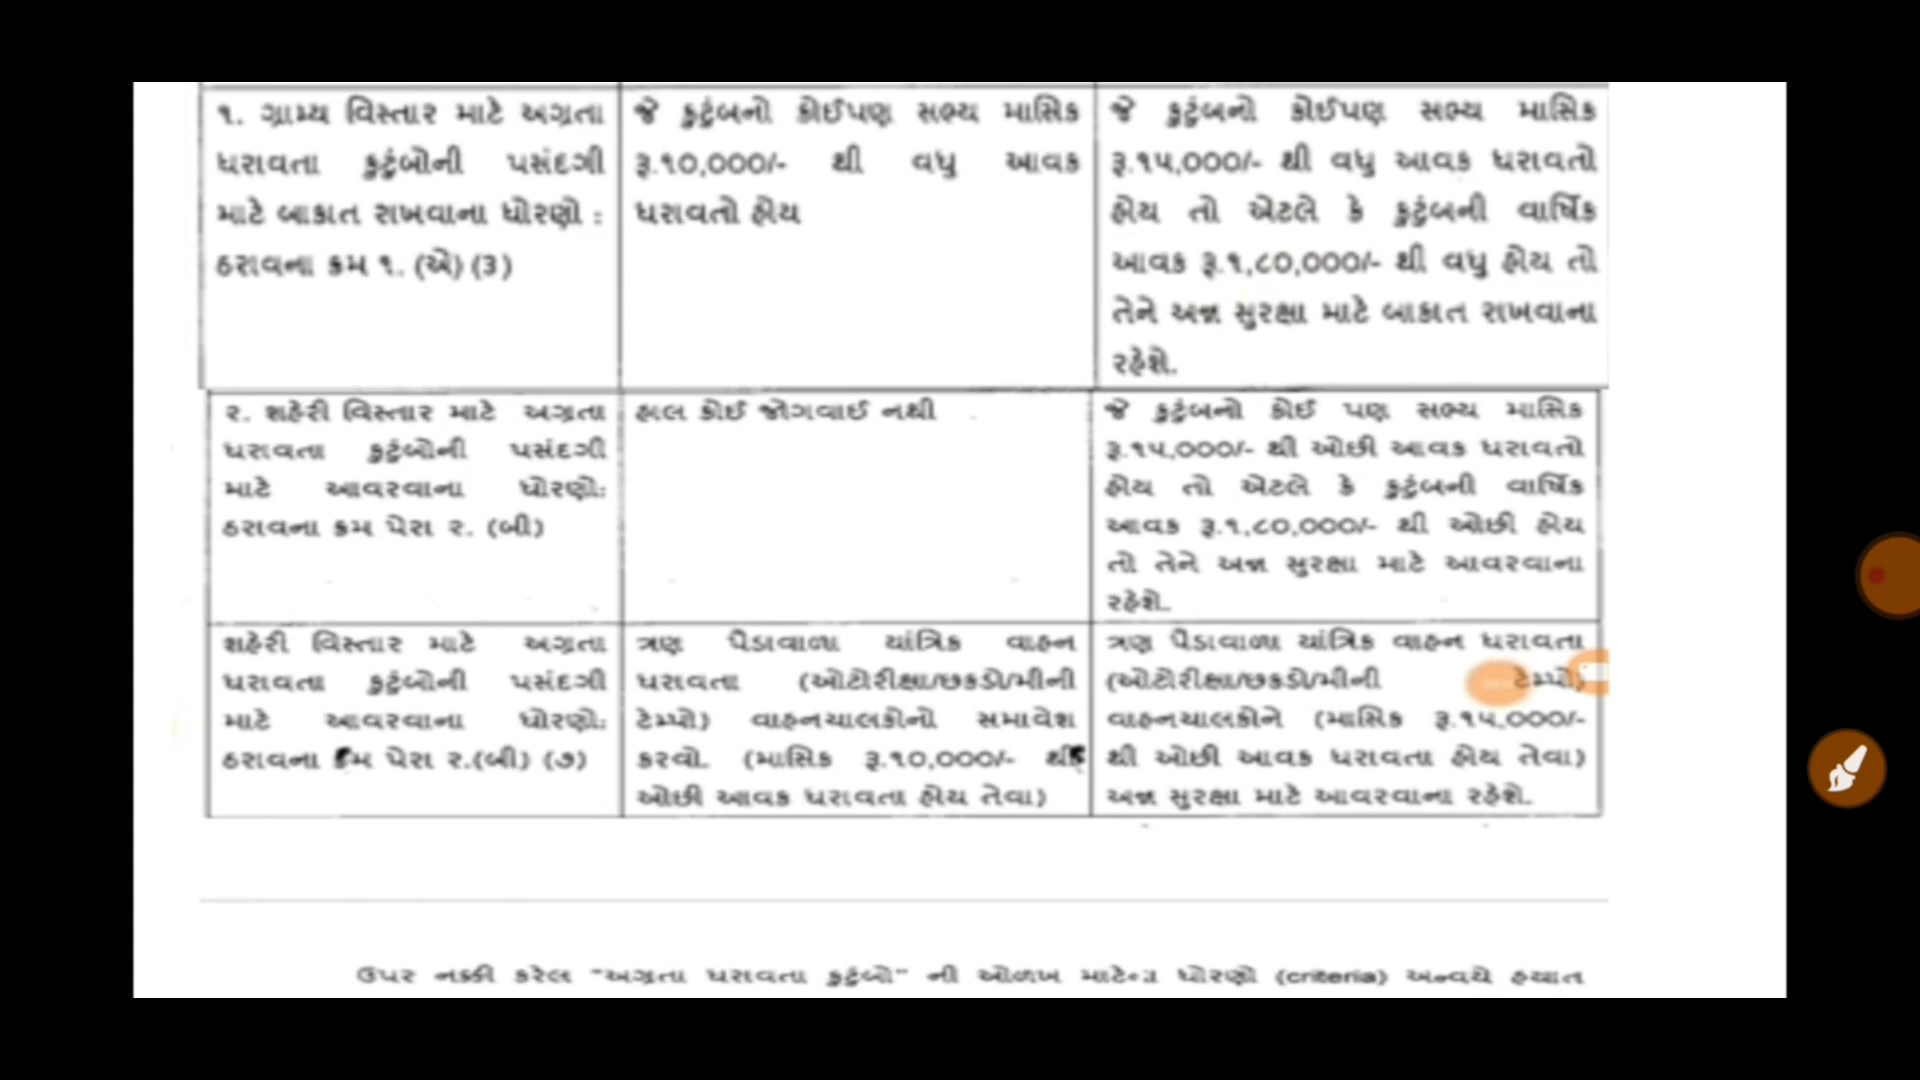 ૧. ગ્રામ્ય વિસ્તાર માટે અગ્રતા
ધરાવતા કુટુંબોની પસંદગી
માટે બાકાત રાખવાના ધોરણો :
ઠરાવના ક્રમ ૧. (એ) (૩)
જે કુટુંબનો કોઈપણ સભ્ય માસિક
રૂ.૧૦,૦૦૦/- થી વધુ આવક
ધરાવતો હોય
જે કુટુંબનો કોઈપણ સભ્ય માસિક
રૂ.૧૫,૦૦૦/- થી વધુ આવક ધરાવતો
હોય તો એટલે કે કુટુંબની વાર્ષિક
આવક રૂ.૧,૮૦,૦૦૦/- થી વધુ હોય તો
તેને અન્ન સુરક્ષા માટે બાકાત રાખવાના
રહેશે.
૨. શહેરી વિસ્તાર માટે અગ્રતા
ધરાવતા કુટુંબોની પસંદગી
માટે આવરવાના ધોરણો:
ઠરાવના ક્રમ પેરા ૨. (બી)
હાલ કોઈ જોગવાઈ નથી
જે કુટુંબનો કોઈ પણ સભ્ય માસિક
રૂ.૧૫,૦૦૦/- થી ઓછી આવક ધરાવતો
હોય તો એટલે કે કુટુંબની વાર્ષિક
આવક રૂ.૧,૮૦,૦૦૦/- થી ઓછી હોય
તો તેને અન્ન સુરક્ષા માટે આવરવાના
રહેશે.
શહેરી વિસ્તાર માટે અગ્રતા
ધરાવતા કુટુંબોની પસંદગી
માટે આવરવાના ધોરણો:
ઠરાવના ક્રમ પેરા ૨.(બી) (૭)
ત્રણ પૈડાવાળા યાંત્રિક વાહન
ધરાવતા (ઓટોરીક્ષા/છકડો/મીની
ટેમ્પો) વાહનચાલકોનો સમાવેશ
કરવો. (માસિક રૂ.૧૦,૦૦૦/- થી
ઓછી આવક ધરાવતા હોય તેવા)
ત્રણ પૈડાવાળા યાંત્રિક વાહન ધરાવતા
(ઓટોરીક્ષા/છકડો/મીની ટેમ્પો)
વાહનચાલકોને (માસિક રૂ.૧૫,૦૦૦/-
થી ઓછી આવક ધરાવતા હોય તેવા)
અન્ન સુરક્ષા માટે આવરવાના રહેશે.
ઉપર નક્કી કરેલ "અગ્રતા ધરાવતા કુટુંબો" ની ઓળખ માટેના ધોરણો (criteria) અન્વયે હયાત